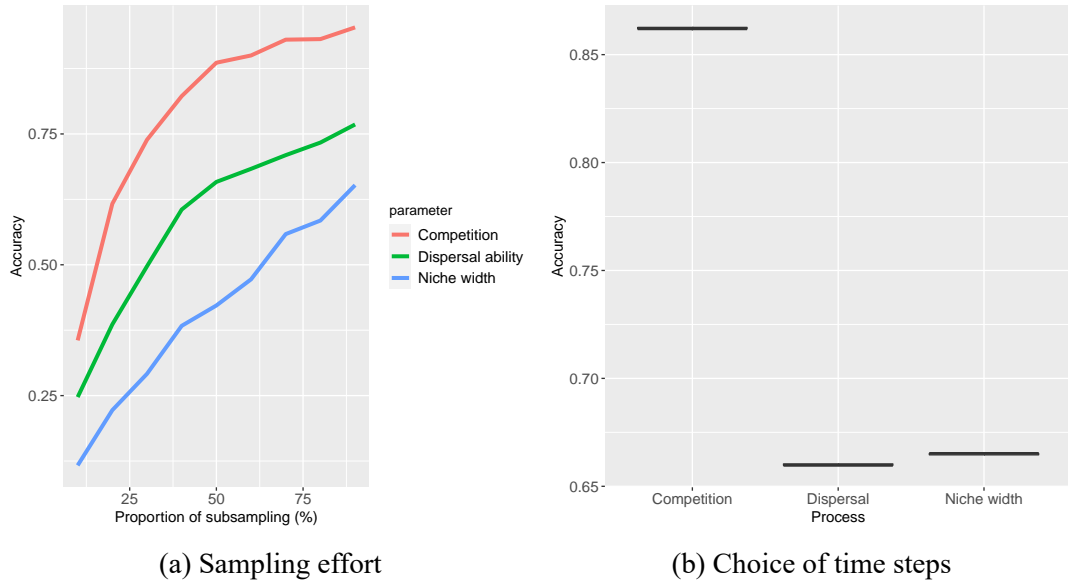 0.75
0.50
0.25
Accuracy
25 50 75
Proportion of subsampling (%)
parameter
Competition
Dispersal ability
Niche width
(a) Sampling effort
0.85
0.80
0.75
0.70
0.65
Accuracy
Competition Dispersal Niche width
Process
(b) Choice of time steps